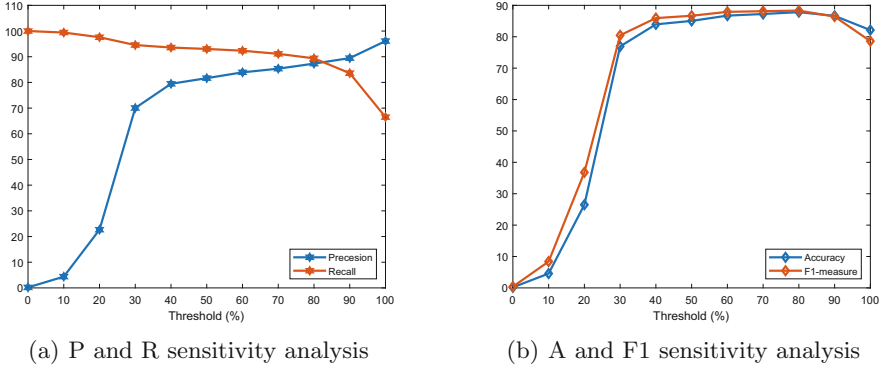 110
100
90
80
70
60
50
40
30
20
10
0
0 10 20 30 40 50 60 70 80 90 100
Threshold (%)
Precesion
Recall
(a) P and R sensitivity analysis
90
80
70
60
50
40
30
20
10
0
0 10 20 30 40 50 60 70 80 90 100
Threshold (%)
Accuracy
F1-measure
(b) A and F1 sensitivity analysis